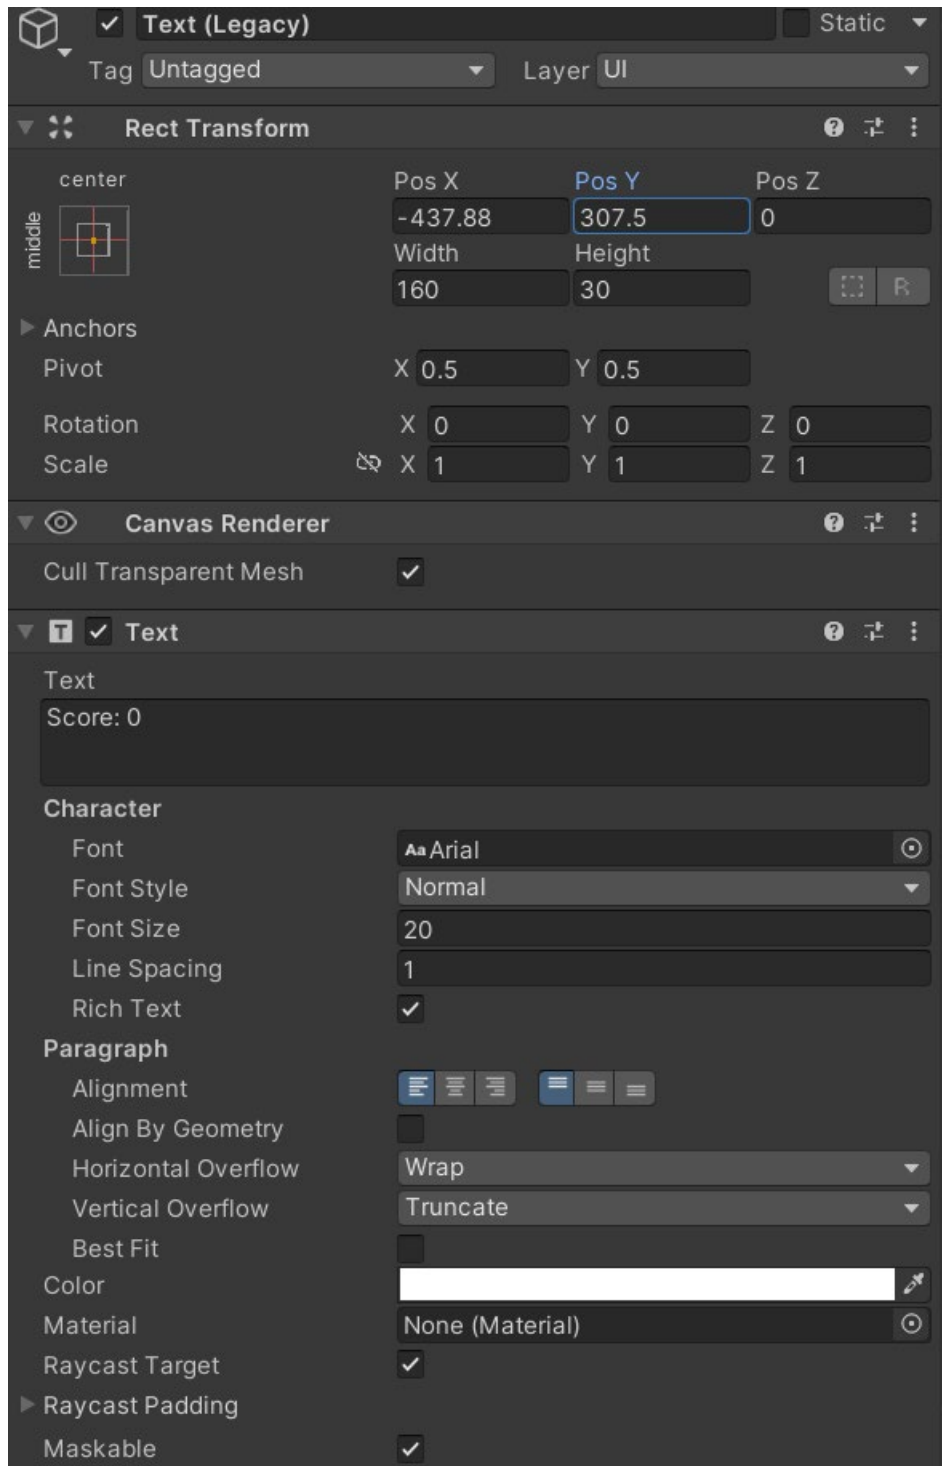 Text (Legacy) Static
Tag Untagged Layer UI
Rect Transform
center Pos X Pos Y Pos Z
middle -437.88 307.5 0
Width Height
160 30 R
Anchors
Pivot X 0.5 Y 0.5
Rotation X 0 Y 0 Z 0
Scale X 1 Y 1 Z 1
Canvas Renderer
Cull Transparent Mesh
T Text
Text
Score: 0
Character
Font Aa Arial
Font Style Normal
Font Size 20
Line Spacing 1
Rich Text
Paragraph
Alignment
Align By Geometry
Horizontal Overflow Wrap
Vertical Overflow Truncate
Best Fit
Color
Material None (Material)
Raycast Target
Raycast Padding
Maskable